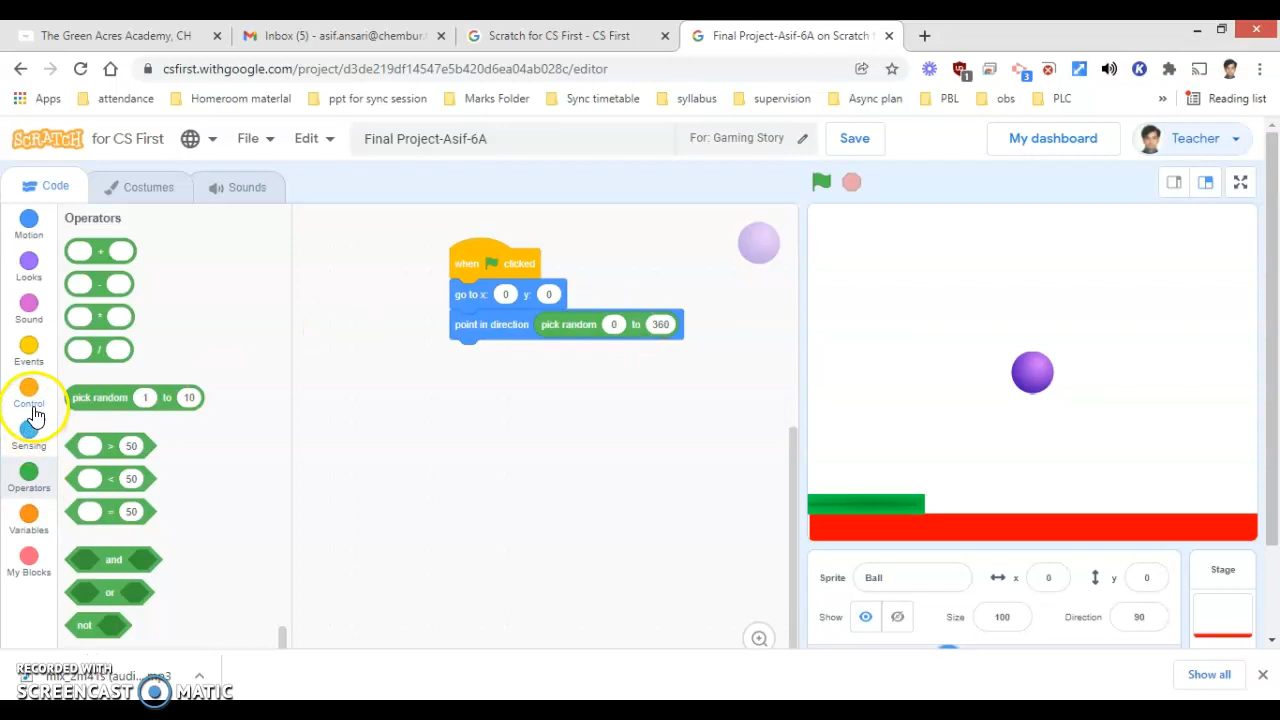 The Green Acres Academy, CH
Inbox (5) - asif.ansari@chembur
Scratch for CS First - CS First
Final Project-Asif-6A on Scratch f
csfirst.withgoogle.com/project/d3de219df14547e5b420d6ea04ab028c/editor
Apps
attendance
Homeroom materlal
ppt for sync session
Marks Folder
Sync timetable
syllabus
supervision
Async plan
PBL
obs
PLC
»
Reading list
SCRATCH for CS First
File
Edit
Final Project-Asif-6A
For: Gaming Story
Save
My dashboard
Teacher
Code
Costumes
Sounds
Motion
Looks
Sound
Events
Control
Sensing
Operators
Variables
My Blocks
Operators
+
-
*
/
pick random 1 to 10
> 50
< 50
= 50
and
or
not
when clicked
go to x: 0 y: 0
point in direction pick random 0 to 360
Sprite Ball
x 0
y 0
Show
Size 100
Direction 90
Stage
mix_2m41s (audi....mp3
Show all
RECORDED WITH
SCREENCAST MATIC